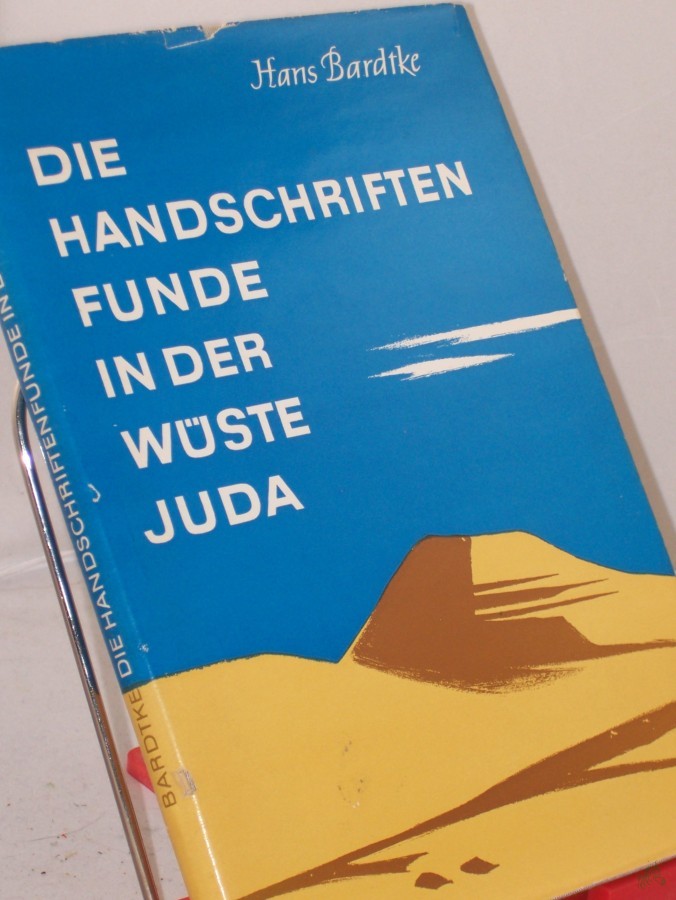 Hans Bardtke
DIE
HANDSCHRIFTEN
FUNDE
IN DER
WÜSTE
JUDA
BARDTKE DIE HANDSCHRIFTENFUNDE IN